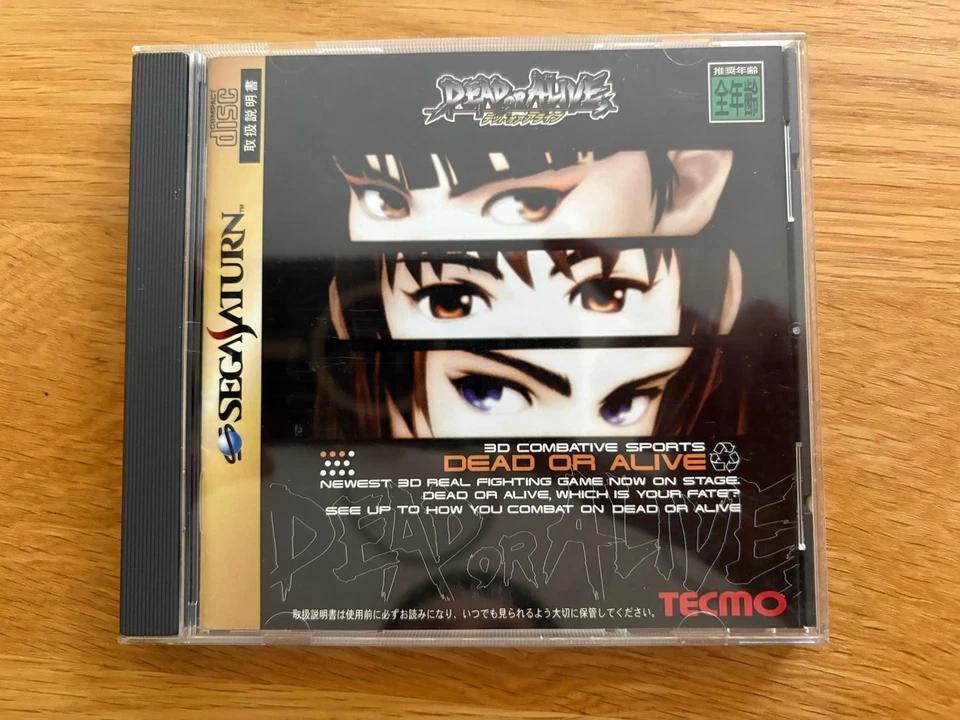 COMPACT
disc
取扱説明書
SEGA SATURN™
DEAD OR ALIVE
デッド オア アライブ
推奨年齢
全年齢
3D COMBATIVE SPORTS
DEAD OR ALIVE
NEWEST 3D REAL FIGHTING GAME NOW ON STAGE.
DEAD OR ALIVE, WHICH IS YOUR FATE?
SEE UP TO HOW YOU COMBAT ON DEAD OR ALIVE
DEAD OR ALIVE
取扱説明書は使用前に必ずお読みになり、いつでも見られるよう大切に保管してください。
TECMO